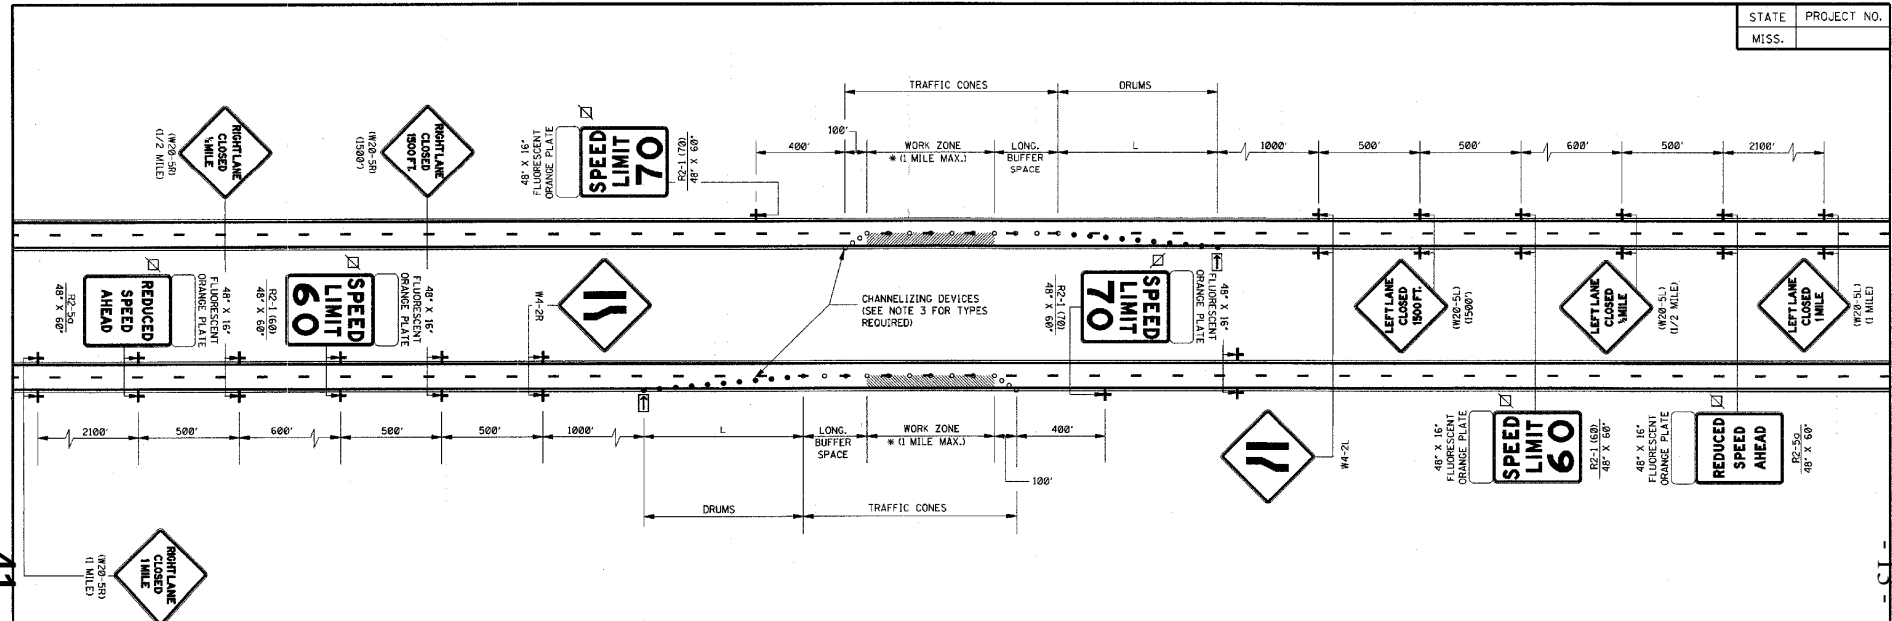 STATE PROJECT NO.
MISS.
TRAFFIC CONES
DRUMS
400'
100'
WORK ZONE
* (1 MILE MAX.)
LONG.
BUFFER
SPACE
L
1000'
500'
500'
600'
500'
2100'
RIGHT LANE
CLOSED
½ MILE
(W20-5R)
(1/2 MILE)
RIGHT LANE
CLOSED
1500 FT.
(W20-5R)
(1500')
SPEED
LIMIT
70
48" X 16"
FLUORESCENT
ORANGE PLATE
R2-1 (70)
48" X 60"
REDUCED
SPEED
AHEAD
R2-5a
48" X 60"
48" X 16"
FLUORESCENT
ORANGE PLATE
SPEED
LIMIT
60
R2-1 (60)
48" X 60"
48" X 16"
FLUORESCENT
ORANGE PLATE
W4-2R
CHANNELIZING DEVICES
(SEE NOTE 3 FOR TYPES
REQUIRED)
SPEED
LIMIT
70
R2-1 (70)
48" X 60"
48" X 16"
FLUORESCENT
ORANGE PLATE
LEFT LANE
CLOSED
1500 FT.
(W20-5L)
(1500')
LEFT LANE
CLOSED
½ MILE
(W20-5L)
(1/2 MILE)
LEFT LANE
CLOSED
1 MILE
(W20-5L)
(1 MILE)
2100'
500'
600'
500'
500'
1000'
L
LONG.
BUFFER
SPACE
WORK ZONE
* (1 MILE MAX.)
400'
100'
DRUMS
TRAFFIC CONES
W4-2L
SPEED
LIMIT
60
48" X 16"
FLUORESCENT
ORANGE PLATE
R2-1 (60)
48" X 60"
REDUCED
SPEED
AHEAD
48" X 16"
FLUORESCENT
ORANGE PLATE
R2-5a
48" X 60"
RIGHT LANE
CLOSED
1 MILE
(W20-5R)
(1 MILE)